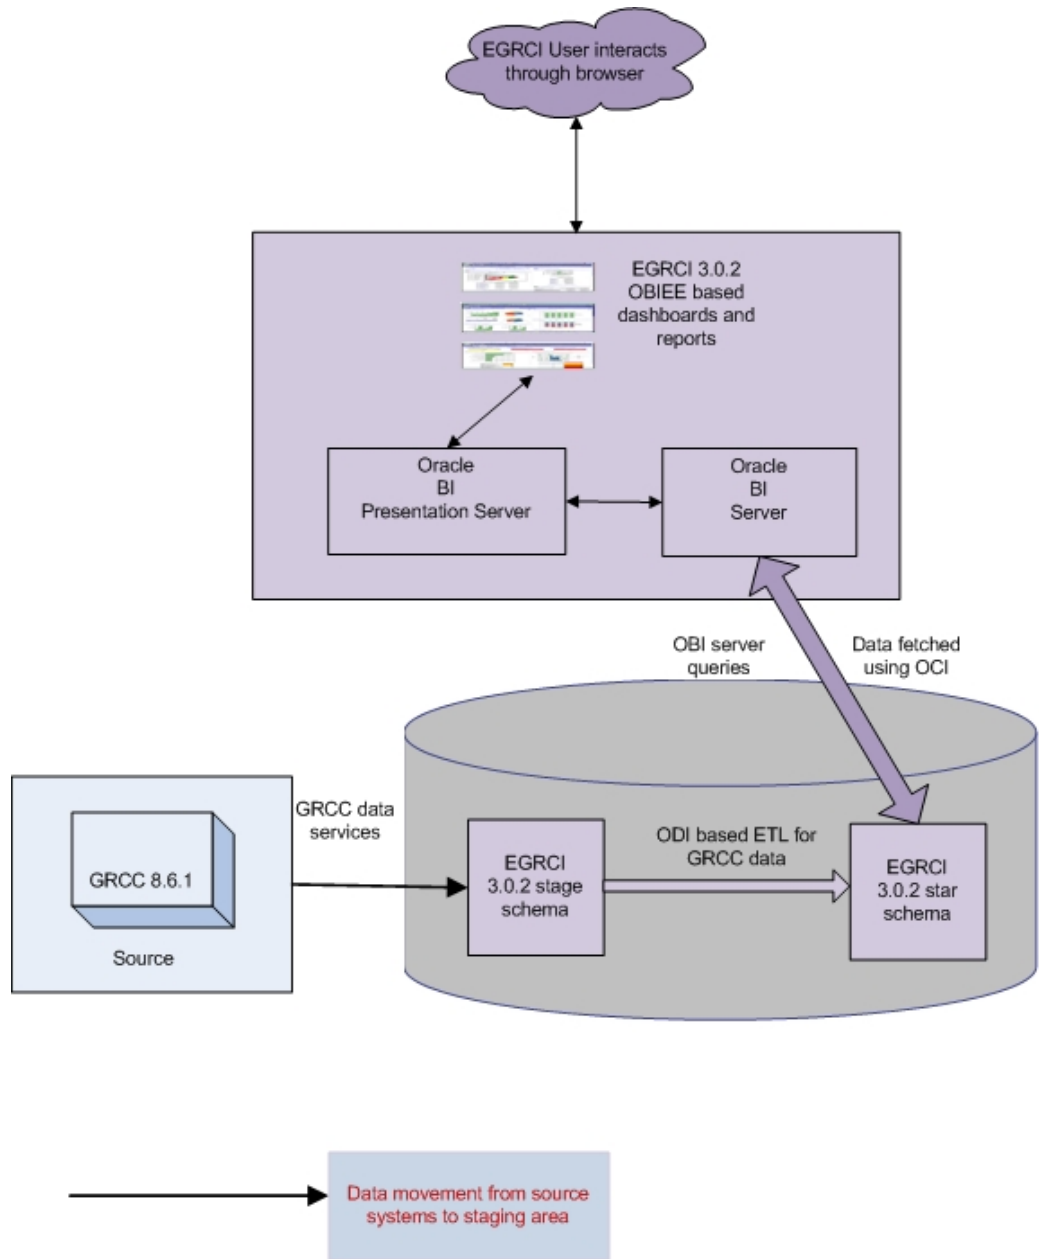 EGRCI User interacts
through browser
EGRCI 3.0.2
OBIEE based
dashboards and
reports
Oracle
BI
Presentation Server
Oracle
BI
Server
OBI server
queries
Data fetched
using OCI
GRCC data
services
GRCC 8.6.1
Source
EGRCI
3.0.2 stage
schema
ODI based ETL for
GRCC data
EGRCI
3.0.2 star
schema
Data movement from source
systems to staging area